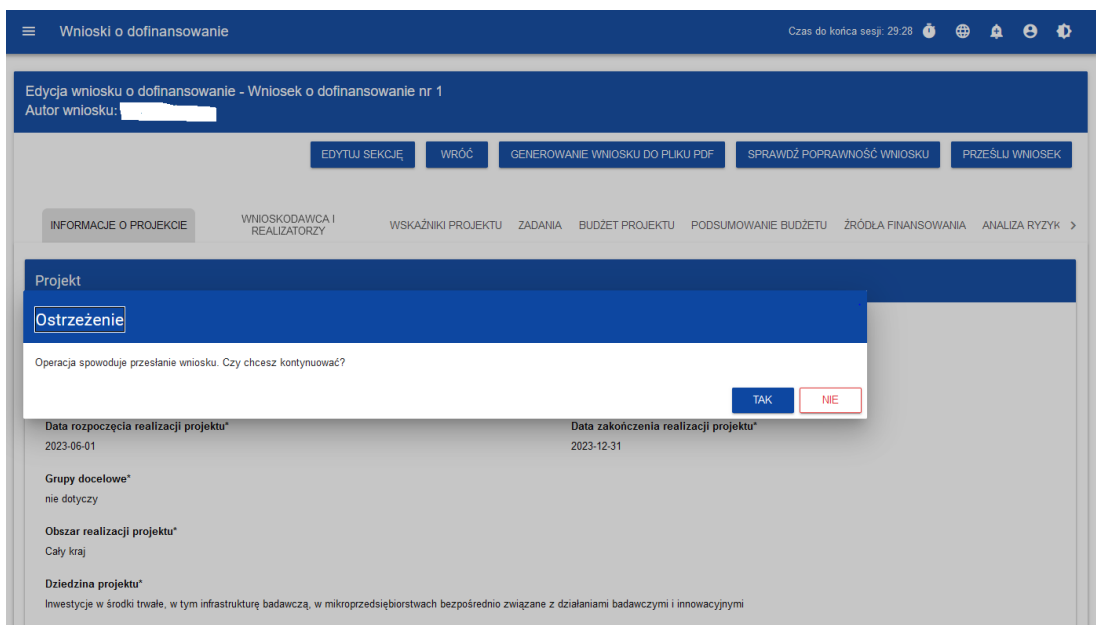 Wnioski o dofinansowanie
Czas do końca sesji: 29:28
Edycja wniosku o dofinansowanie - Wniosek o dofinansowanie nr 1
Autor wniosku:
EDYTUJ SEKCJĘ WRÓĆ GENEROWANIE WNIOSKU DO PLIKU PDF SPRAWDŹ POPRAWNOŚĆ WNIOSKU PRZEŚLIJ WNIOSEK
INFORMACJE O PROJEKCIE
WNIOSKODAWCA I
REALIZATORZY
WSKAŹNIKI PROJEKTU ZADANIA BUDŻET PROJEKTU PODSUMOWANIE BUDŻETU ŹRÓDŁA FINANSOWANIA ANALIZA RYZYK
Projekt
Ostrzeżenie
Operacja spowoduje przesłanie wniosku. Czy chcesz kontynuować?
TAK NIE
Data rozpoczęcia realizacji projektu* Data zakończenia realizacji projektu*
2023-06-01 2023-12-31
Grupy docelowe*
nie dotyczy
Obszar realizacji projektu*
Cały kraj
Dziedzina projektu*
Inwestycje w środki trwałe, w tym infrastrukturę badawczą, w mikroprzedsiębiorstwach bezpośrednio związane z działaniami badawczymi i innowacyjnymi